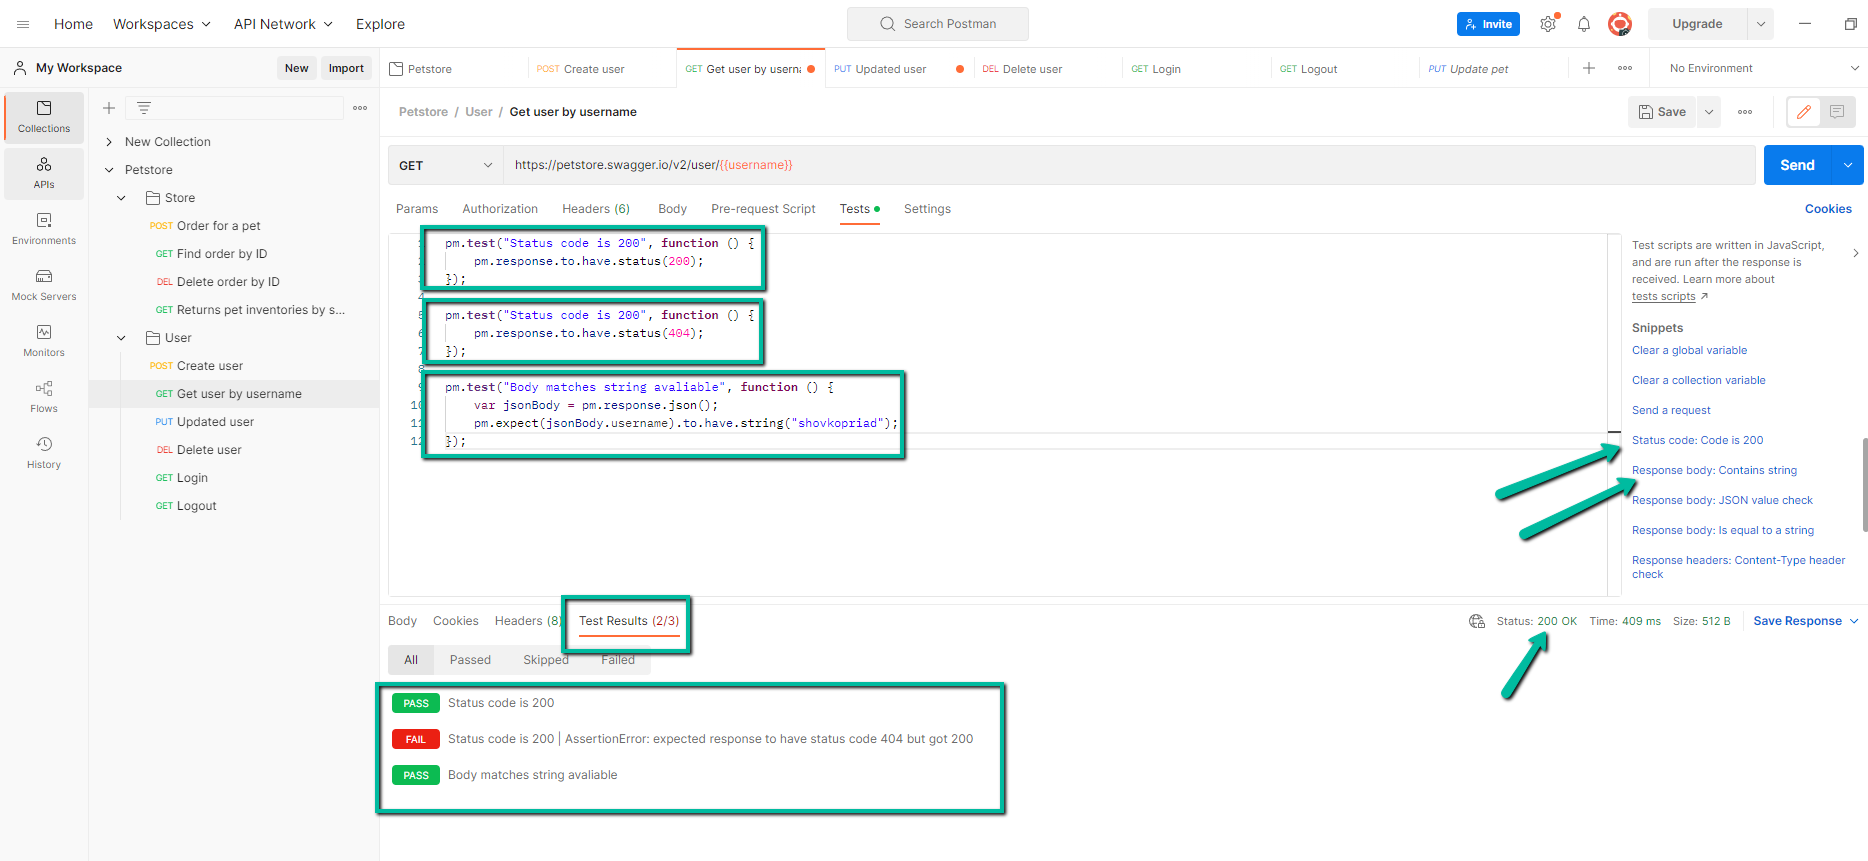 Home Workspaces API Network Explore
Search Postman
Invite
Upgrade
My Workspace
New Import
Petstore
POST Create user
GET Get user by userna
PUT Updated user
DEL Delete user
GET Login
GET Logout
PUT Update pet
No Environment
Collections
APIs
Environments
Mock Servers
Monitors
Flows
History
New Collection
Petstore
Store
POST Order for a pet
GET Find order by ID
DEL Delete order by ID
GET Returns pet inventories by s...
User
POST Create user
GET Get user by username
PUT Updated user
DEL Delete user
GET Login
GET Logout
Petstore / User / Get user by username
Save
GET https://petstore.swagger.io/v2/user/{{username}}
Send
Params Authorization Headers (6) Body Pre-request Script Tests Settings
Cookies
pm.test("Status code is 200", function () {
pm.response.to.have.status(200);
});
4
pm.test("Status code is 200", function () {
pm.response.to.have.status(404);
});
8
pm.test("Body matches string avaliable", function () {
10 var jsonBody = pm.response.json();
11 pm.expect(jsonBody.username).to.have.string("shovkopriad");
12 });
Test scripts are written in JavaScript,
and are run after the response is
received. Learn more about
tests scripts ↗
Snippets
Clear a global variable
Clear a collection variable
Send a request
Status code: Code is 200
Response body: Contains string
Response body: JSON value check
Response body: Is equal to a string
Response headers: Content-Type header
check
Body Cookies Headers (8) Test Results (2/3)
Status: 200 OK Time: 409 ms Size: 512 B Save Response
All Passed Skipped Failed
PASS Status code is 200
FAIL Status code is 200 | AssertionError: expected response to have status code 404 but got 200
PASS Body matches string avaliable